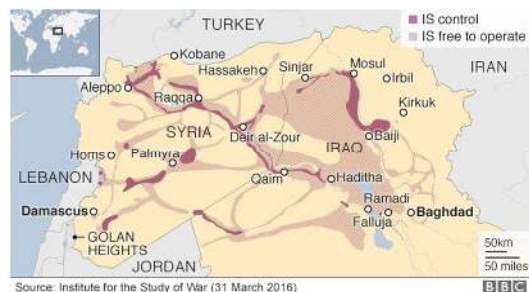 TURKEY
IS control
IS free to operate
Kobane
Hassakeh
Sinjar
Mosul
Irbil
IRAN
Aleppo
Raqqa
Kirkuk
SYRIA
Deir al-Zour
Baiji
IRAQ
Homs
Palmyra
LEBANON
Qaim
Haditha
Ramadi
Damascus
Baghdad
Falluja
GOLAN
HEIGHTS
JORDAN
50km
50 miles
Source: Institute for the Study of War (31 March 2016)
BBC